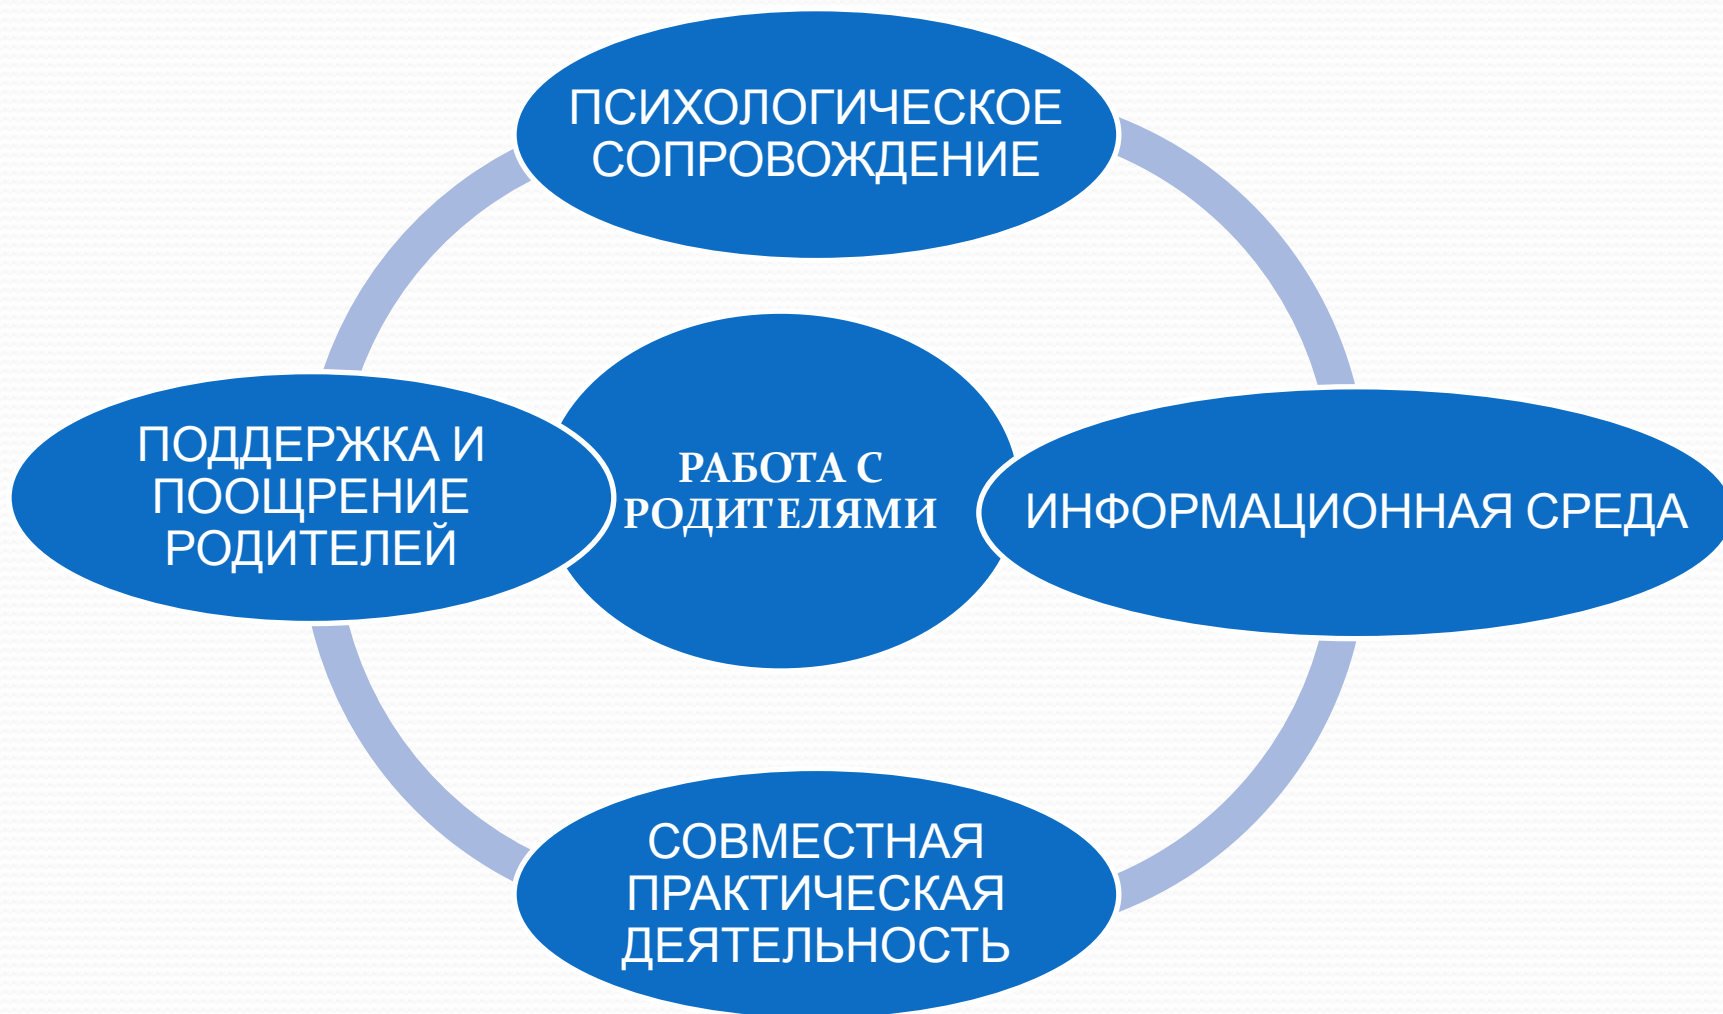 ПСИХОЛОГИЧЕСКОЕ
СОПРОВОЖДЕНИЕ
ПОДДЕРЖКА И
ПООЩРЕНИЕ
РОДИТЕЛЕЙ
РАБОТА С
РОДИТЕЛЯМИ
ИНФОРМАЦИОННАЯ СРЕДА
СОВМЕСТНАЯ
ПРАКТИЧЕСКАЯ
ДЕЯТЕЛЬНОСТЬ